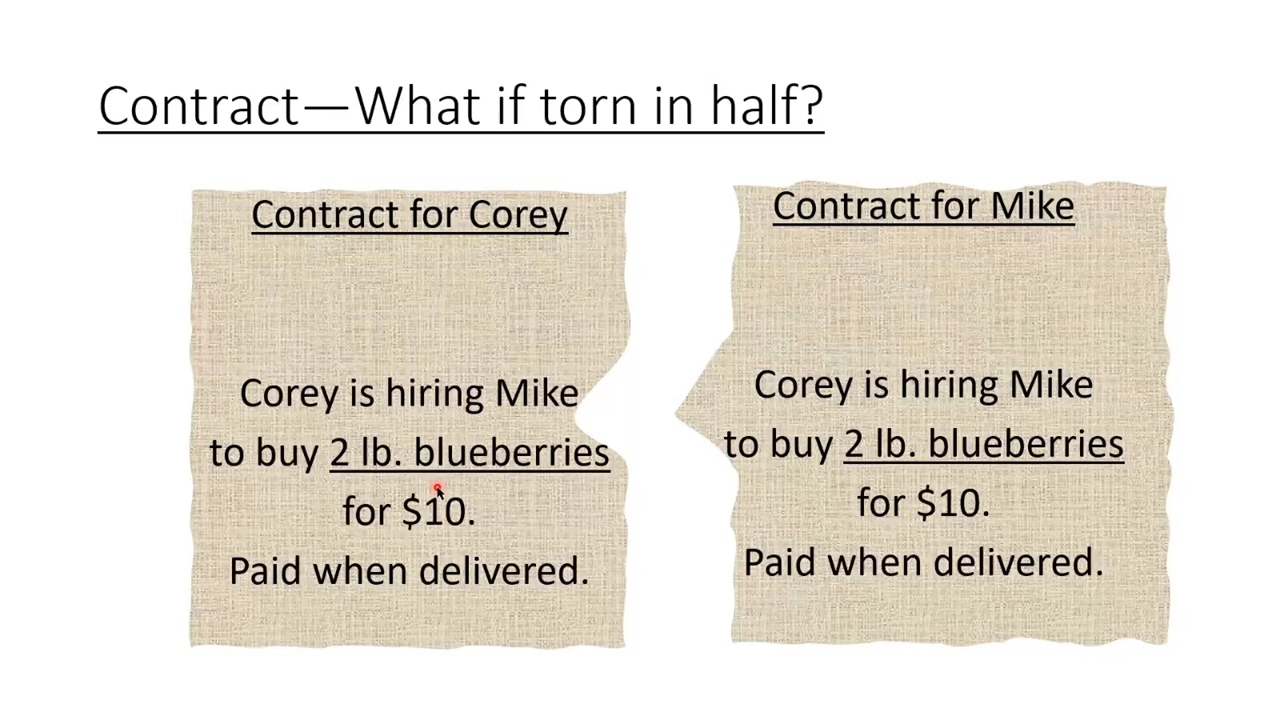 Contract—What if torn in half?
Contract for Corey
Corey is hiring Mike
to buy 2 lb. blueberries
for $10.
Paid when delivered.
Contract for Mike
Corey is hiring Mike
to buy 2 lb. blueberries
for $10.
Paid when delivered.